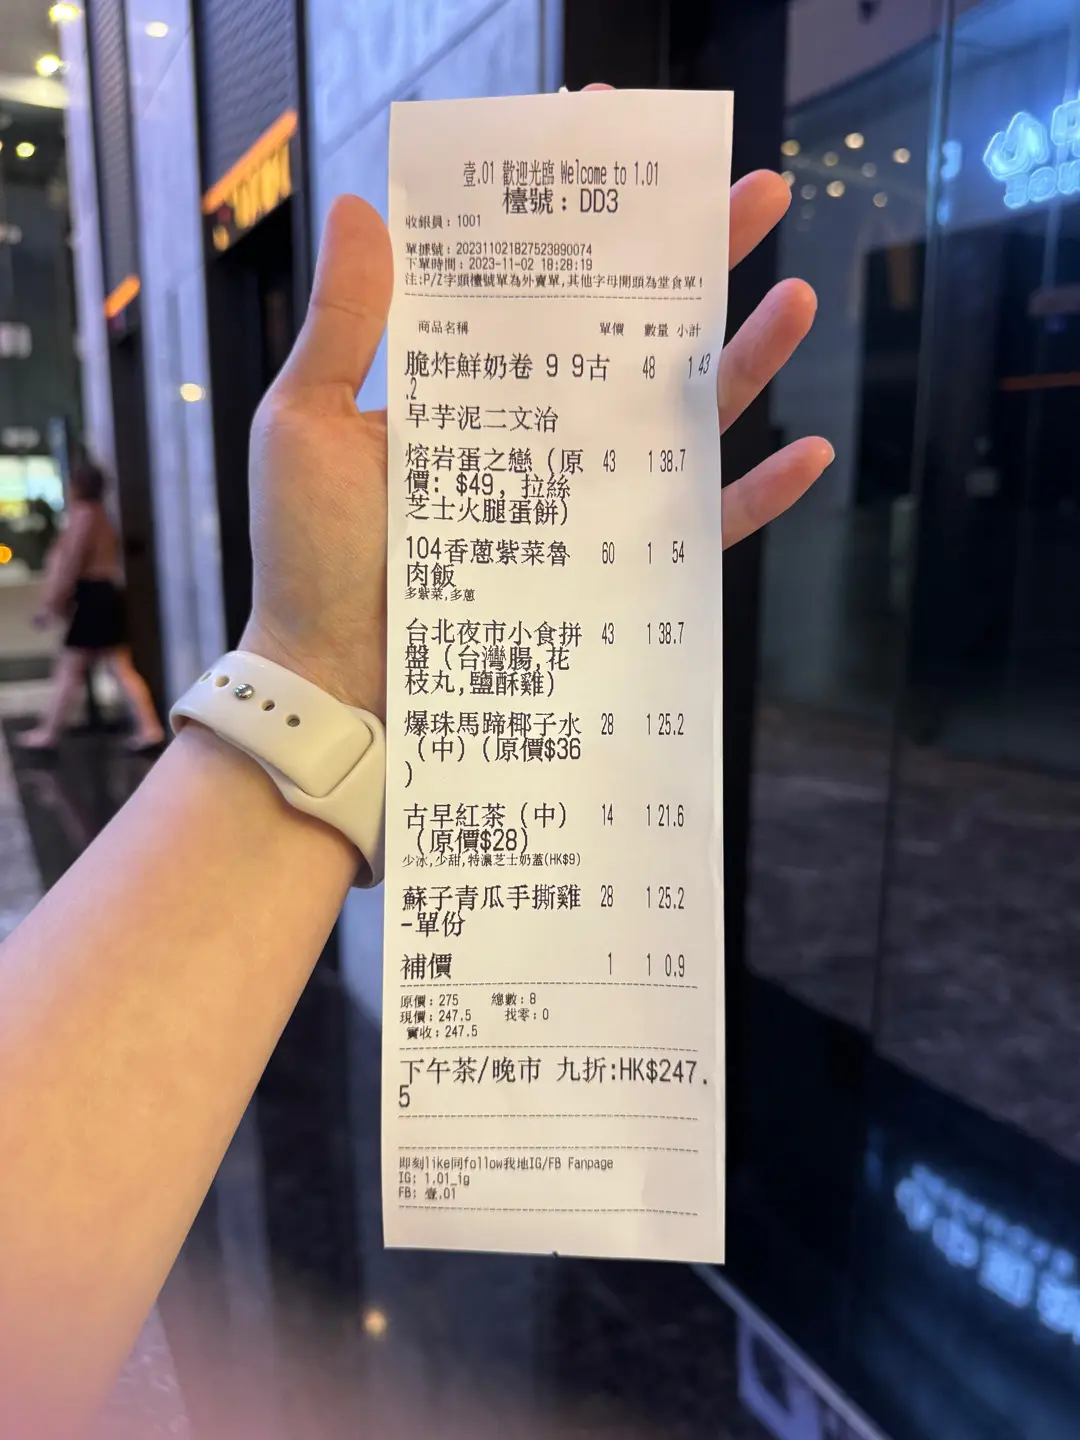 壹.01 歡迎光臨 Welcome to 1.01
檯號：DD3
收銀員：1001
單據號：202311021827523890074
下單時間：2023-11-02 18:28:19
注:P/Z字頭檯號單為外賣單,其他字母開頭為堂食單!
商品名稱 單價 數量 小計
脆炸鮮奶卷 9 9古 48 1 43
.2
早芋泥二文治
熔岩蛋之戀 (原 43 1 38.7
價: $49, 拉絲
芝士火腿蛋餅)
104香蔥紫菜魯 60 1 54
肉飯
多紫菜,多蔥
台北夜市小食拼 43 1 38.7
盤 (台灣腸,花
枝丸,鹽酥雞)
爆珠馬蹄椰子水 28 1 25.2
(中) (原價$36
)
古早紅茶 (中) 14 1 21.6
(原價$28)
少冰,少甜,特濃芝士奶蓋(HK$9)
蘇子青瓜手撕雞 28 1 25.2
-單份
補價 1 1 0.9
原價：275 總數：8
現價：247.5 找零：0
實收：247.5
下午茶/晚市 九折:HK$247.
5
即刻like同follow我地IG/FB Fanpage
IG: 1.01_ig
FB: 壹.01